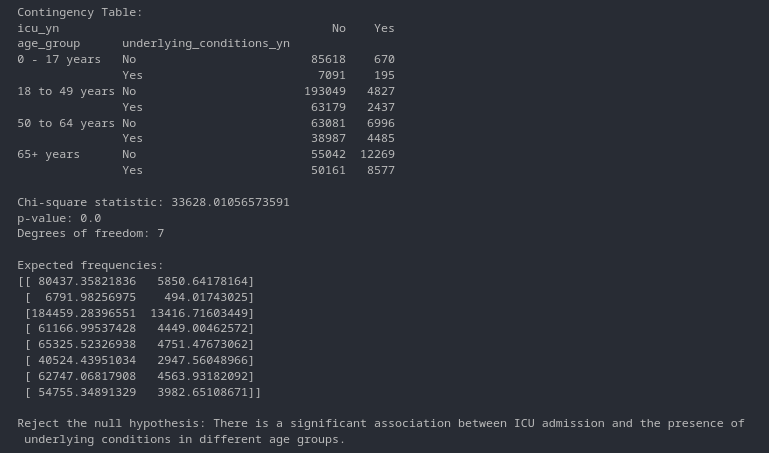 Contingency Table:
icu_yn No Yes
age_group underlying_conditions_yn
0 - 17 years No 85618 670
Yes 7091 195
18 to 49 years No 193049 4827
Yes 63179 2437
50 to 64 years No 63081 6996
Yes 38987 4485
65+ years No 55042 12269
Yes 50161 8577
Chi-square statistic: 33628.01056573591
p-value: 0.0
Degrees of freedom: 7
Expected frequencies:
[[ 80437.35821836 5850.64178164]
[ 6791.98256975 494.01743025]
[184459.28396551 13416.71603449]
[ 61166.99537428 4449.00462572]
[ 65325.52326938 4751.47673062]
[ 40524.43951034 2947.56048966]
[ 62747.06817908 4563.93182092]
[ 54755.34891329 3982.65108671]]
Reject the null hypothesis: There is a significant association between ICU admission and the presence of
underlying conditions in different age groups.